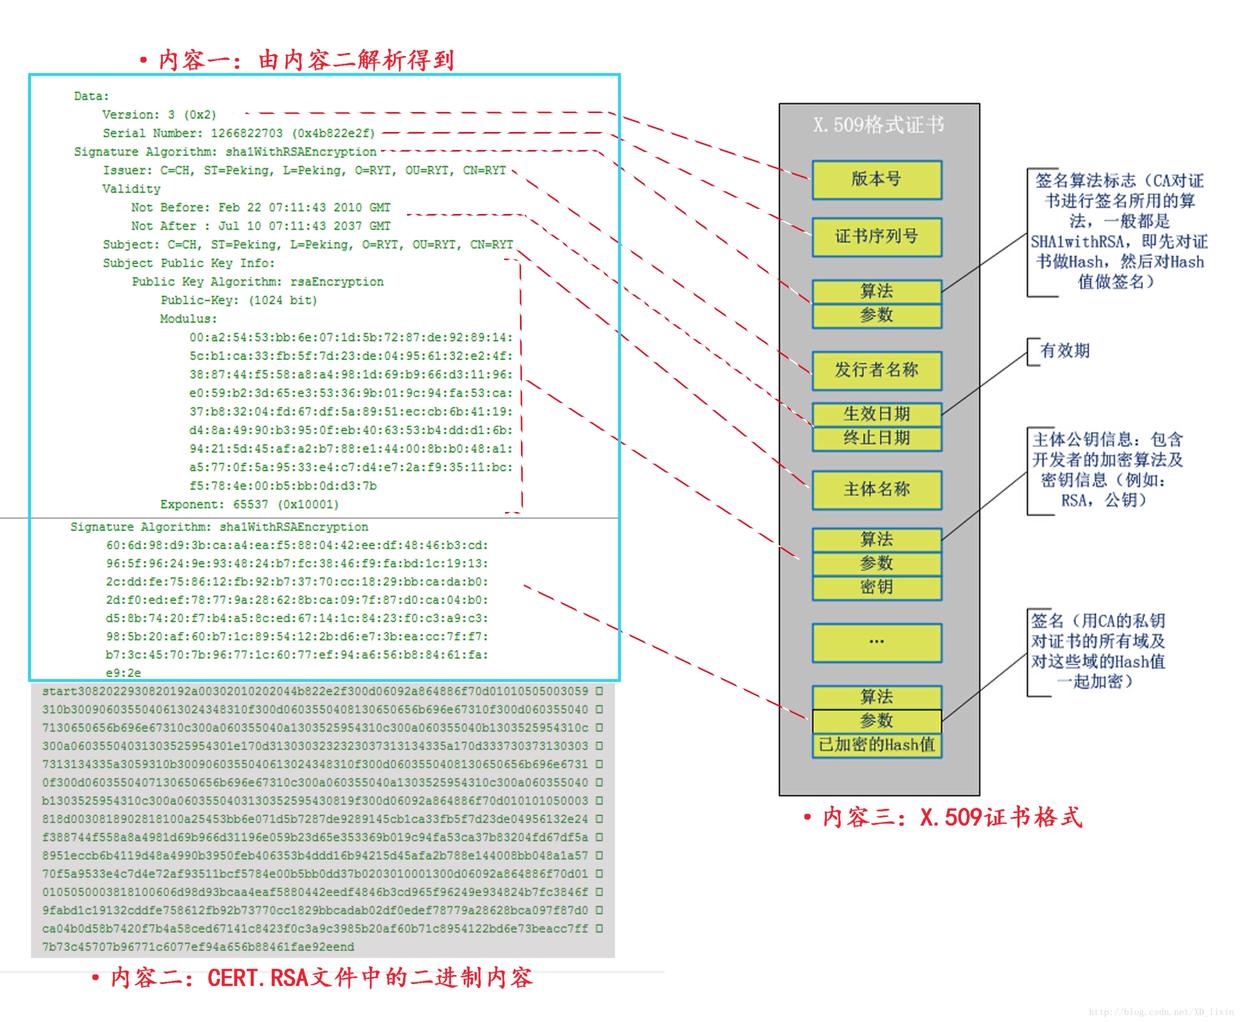 • 内容一：由内容二解析得到
Data:
Version: 3 (0x2)
Serial Number: 1266822703 (0x4b822e2f)
Signature Algorithm: sha1WithRSAEncryption
Issuer: C=CH, ST=Peking, L=Peking, O=RYT, OU=RYT, CN=RYT
Validity
Not Before: Feb 22 07:11:43 2010 GMT
Not After : Jul 10 07:11:43 2037 GMT
Subject: C=CH, ST=Peking, L=Peking, O=RYT, OU=RYT, CN=RYT
Subject Public Key Info:
Public Key Algorithm: rsaEncryption
Public-Key: (1024 bit)
Modulus:
00:a2:54:53:bb:6e:07:1d:5b:72:87:de:92:89:14:
5c:b1:ca:33:fb:5f:7d:23:de:04:95:61:32:e2:4f:
38:87:44:f5:58:a8:a4:98:1d:69:b9:66:d3:11:96:
e0:59:b2:3d:65:e3:53:36:9b:01:9c:94:fa:53:ca:
37:b8:32:04:fd:67:df:5a:89:51:ec:cb:6b:41:19:
d4:8a:49:90:b3:95:0f:eb:40:63:53:b4:dd:d1:6b:
94:21:5d:45:af:a2:b7:88:e1:44:00:8b:b0:48:a1:
a5:77:0f:5a:95:33:e4:c7:d4:e7:2a:f9:35:11:bc:
f5:78:4e:00:b5:bb:0d:d3:7b
Exponent: 65537 (0x10001)
Signature Algorithm: sha1WithRSAEncryption
60:6d:98:d9:3b:ca:a4:ea:f5:88:04:42:ee:df:48:46:b3:cd:
96:5f:96:24:9e:93:48:24:b7:fc:38:46:f9:fa:bd:1c:19:13:
2c:dd:fe:75:86:12:fb:92:b7:37:70:cc:18:29:bb:ca:da:b0:
2d:f0:ed:ef:78:77:9a:28:62:8b:ca:09:7f:87:d0:ca:04:b0:
d5:8b:74:20:f7:b4:a5:8c:ed:67:14:1c:84:23:f0:c3:a9:c3:
98:5b:20:af:60:b7:1c:89:54:12:2b:d6:e7:3b:ea:cc:7f:f7:
b7:3c:45:70:7b:96:77:1c:60:77:ef:94:a6:56:b8:84:61:fa:
e9:2e
start3082022930820192a00302010202044b822e2f300d06092a864886f70d01010505003059
310b3009060355040613024348310f300d060355040813065065​6b696e67310f300d060355040
7130650656b696e67310c300a060355040a1303525954310c300a060355040b1303525954310c
300a06035504031303525954301e170d3130303232323037313134335a170d333730373130303
7313134335a3059310b3009060355040613024348310f300d0603550408130650656b696e6731
0f300d0603550407130650656b696e67310c300a060355040a1303525954310c300a060355040
b1303525954310c300a0603550403130352595430819f300d06092a864886f70d010101050003
818d0030818902818100a25453bb6e071d5b7287de9289145cb1ca33fb5f7d23de04956132e24
f388744f558a8a4981d69b966d31196e059b23d65e353369b019c94fa53ca37b83204fd67df5a
8951eccb6b4119d48a4990b3950feb406353b4ddd16b94215d45afa2b788e144008bb048a1a57
70f5a9533e4c7d4e72af93511bcf5784e00b5bb0dd37b0203010001300d06092a864886f70d01
0105050003818100606d98d93bcaa4eaf5880442eedf4846b3cd965f96249e934824b7fc3846f
9fabd1c19132cddfe758612fb92b73770cc1829bbcadab02df0edef78779a28628bca097f87d0
ca04b0d58b7420f7b4a58ced67141c8423f0c3a9c3985b20af60b71c8954122bd6e73beacc7ff
7b73c45707b96771c6077ef94a656b88461fae92eend
• 内容二：CERT.RSA文件中的二进制内容
X.509格式证书
版本号
证书序列号
算法
参数
发行者名称
生效日期
终止日期
主体名称
算法
参数
密钥
...
算法
参数
已加密的Hash值
• 内容三：X.509证书格式
签名算法标志（CA对证
书进行签名所用的算
法，一般都是
SHA1withRSA，即先对证
书做Hash，然后对Hash
值做签名）
有效期
主体公钥信息：包含
开发者的加密算法及
密钥信息（例如：
RSA，公钥）
签名（用CA的私钥
对证书的所有域及
对这些域的Hash值
一起加密）
http://blog.csdn.net/XD_lixin